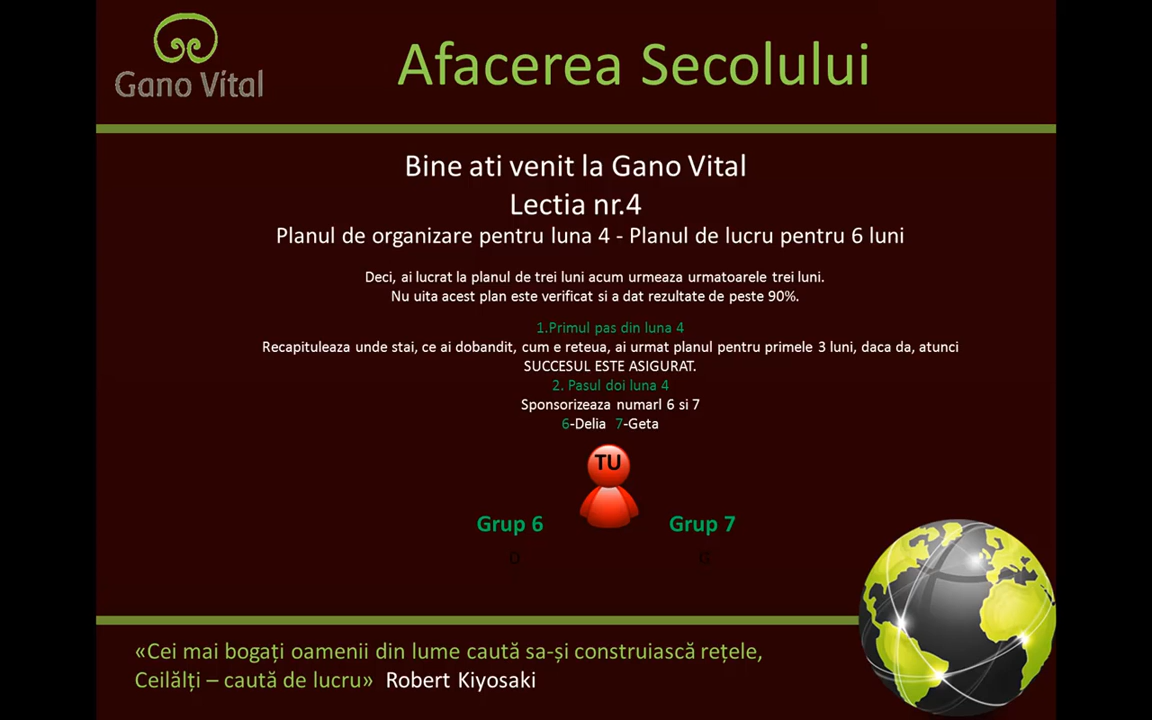 Gano Vital
Afacerea Secolului
Bine ati venit la Gano Vital
Lectia nr.4
Planul de organizare pentru luna 4 - Planul de lucru pentru 6 luni
Deci, ai lucrat la planul de trei luni acum urmeaza urmatoarele trei luni.
Nu uita acest plan este verificat si a dat rezultate de peste 90%.
1.Primul pas din luna 4
Recapituleaza unde stai, ce ai dobandit, cum e reteua, ai urmat planul pentru primele 3 luni, daca da, atunci
SUCCESUL ESTE ASIGURAT.
2. Pasul doi luna 4
Sponsorizeaza numarl 6 si 7
6-Delia 7-Geta
TU
Grup 6 Grup 7
«Cei mai bogați oamenii din lume caută sa-și construiască rețele,
Ceilălți – caută de lucru» Robert Kiyosaki